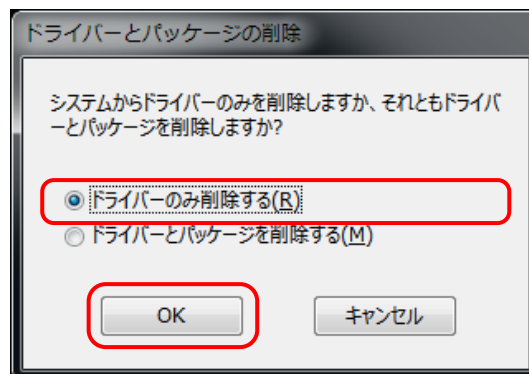 ドライバーとパッケージの削除
システムからドライバーのみを削除しますか、それともドライバ
ーとパッケージを削除しますか?
ドライバーのみ削除する(R)
ドライバーとパッケージを削除する(M)
OK キャンセル